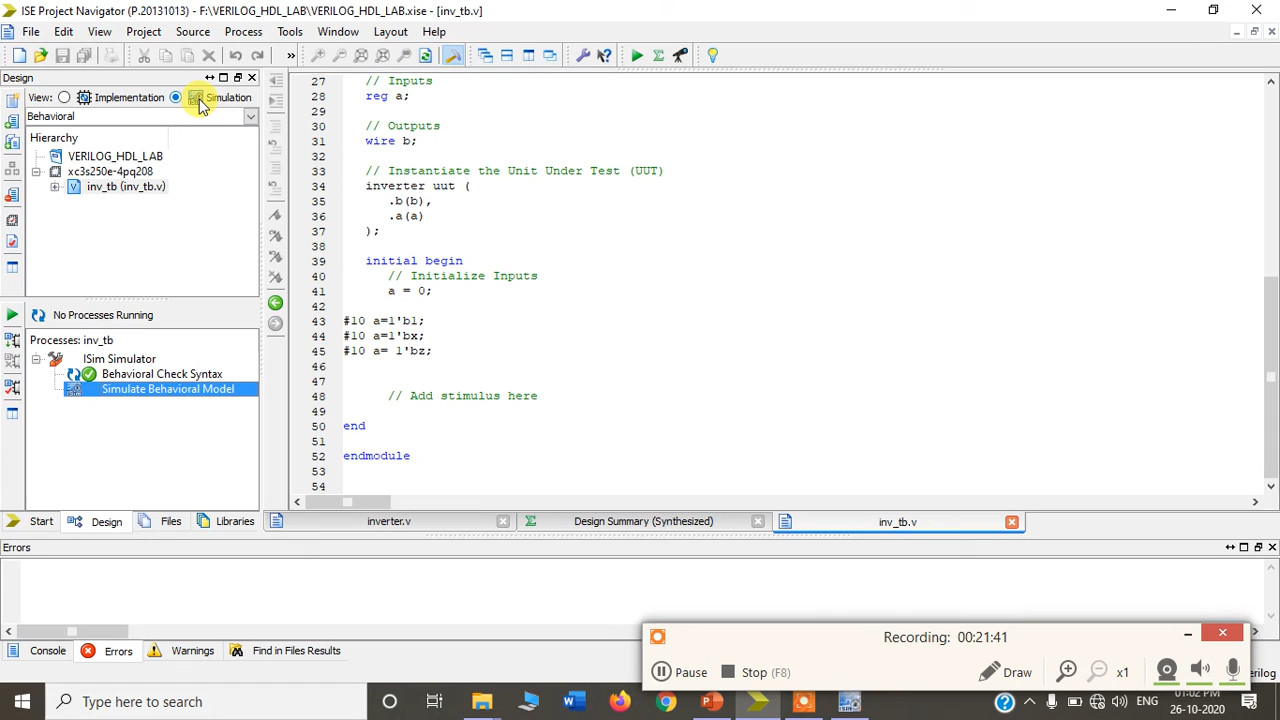 ISE Project Navigator (P.20131013) - F:\VERILOG_HDL_LAB\VERILOG_HDL_LAB.xise - [inv_tb.v]
File Edit View Project Source Process Tools Window Layout Help
Design
View: Implementation Simulation
Behavioral
Hierarchy
VERILOG_HDL_LAB
xc3s250e-4pq208
inv_tb (inv_tb.v)
No Processes Running
Processes: inv_tb
ISim Simulator
Behavioral Check Syntax
Simulate Behavioral Model
Start Design Files Libraries
27 // Inputs
28 reg a;
29
30 // Outputs
31 wire b;
32
33 // Instantiate the Unit Under Test (UUT)
34 inverter uut (
35 .b(b),
36 .a(a)
37 );
38
39 initial begin
40 // Initialize Inputs
41 a = 0;
42
43 #10 a=1'b1;
44 #10 a=1'bx;
45 #10 a= 1'bz;
46
47
48 // Add stimulus here
49
50 end
51
52 endmodule
53
54
inverter.v Design Summary (Synthesized) inv_tb.v
Errors
Console Errors Warnings Find in Files Results
Recording: 00:21:41
Pause Stop (F8) Draw x1
erilog
Type here to search
ENG
01:02 PM
26-10-2020